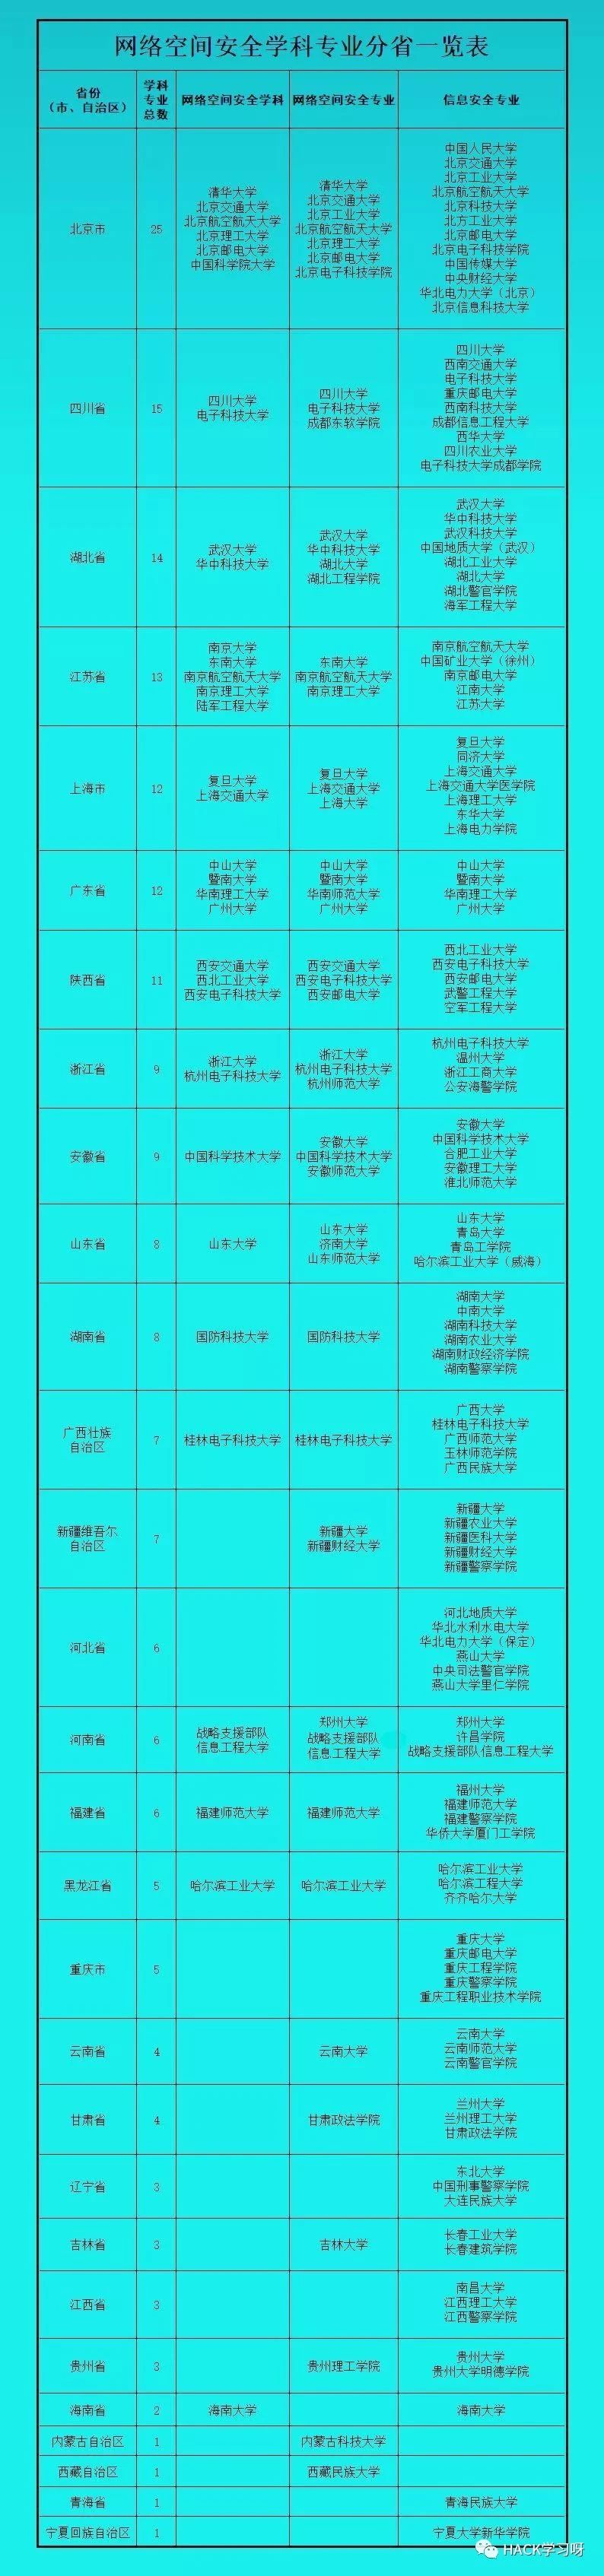 网络空间安全学科专业分省一览表
省份
（市、自治区）
学科
专业
总数
网络空间安全学科
网络空间安全专业
信息安全专业
北京市
25
清华大学
北京交通大学
北京航空航天大学
北京理工大学
北京邮电大学
中国科学院大学
清华大学
北京交通大学
北京工业大学
北京航空航天大学
北京理工大学
北京邮电大学
北京电子科技学院
中国人民大学
北京交通大学
北京工业大学
北京航空航天大学
北京科技大学
北方工业大学
北京邮电大学
北京电子科技学院
中国传媒大学
中央财经大学
华北电力大学（北京）
北京信息科技大学
四川省
15
四川大学
电子科技大学
四川大学
电子科技大学
成都东软学院
四川大学
西南交通大学
电子科技大学
重庆邮电大学
西南科技大学
成都信息工程大学
西华大学
四川农业大学
电子科技大学成都学院
湖北省
14
武汉大学
华中科技大学
武汉大学
华中科技大学
湖北大学
湖北工程学院
武汉大学
华中科技大学
武汉科技大学
中国地质大学（武汉）
湖北工业大学
湖北大学
湖北警官学院
海军工程大学
江苏省
13
南京大学
东南大学
南京航空航天大学
南京理工大学
陆军工程大学
东南大学
南京航空航天大学
南京理工大学
南京航空航天大学
中国矿业大学（徐州）
南京邮电大学
江南大学
江苏大学
上海市
12
复旦大学
上海交通大学
复旦大学
上海交通大学
上海大学
复旦大学
同济大学
上海交通大学
上海交通大学医学院
上海理工大学
东华大学
上海电力学院
广东省
12
中山大学
暨南大学
华南理工大学
广州大学
中山大学
暨南大学
华南师范大学
广州大学
中山大学
暨南大学
华南理工大学
广州大学
陕西省
11
西安交通大学
西北工业大学
西安电子科技大学
西安交通大学
西安电子科技大学
西安邮电大学
西北工业大学
西安电子科技大学
西安邮电大学
武警工程大学
空军工程大学
浙江省
9
浙江大学
杭州电子科技大学
浙江大学
杭州电子科技大学
杭州师范大学
杭州电子科技大学
温州大学
浙江工商大学
公安海警学院
安徽省
9
中国科学技术大学
安徽大学
中国科学技术大学
安徽师范大学
安徽大学
中国科学技术大学
合肥工业大学
安徽理工大学
淮北师范大学
山东省
8
山东大学
山东大学
济南大学
山东师范大学
山东大学
青岛大学
青岛工学院
哈尔滨工业大学（威海）
湖南省
8
国防科技大学
国防科技大学
湖南大学
中南大学
湖南科技大学
湖南农业大学
湖南财政经济学院
湖南警察学院
广西壮族
自治区
7
桂林电子科技大学
桂林电子科技大学
广西大学
桂林电子科技大学
广西师范大学
玉林师范学院
广西民族大学
新疆维吾尔
自治区
7
新疆大学
新疆财经大学
新疆大学
新疆农业大学
新疆医科大学
新疆财经大学
新疆警察学院
河北省
6
河北地质大学
华北水利水电大学
华北电力大学（保定）
燕山大学
中央司法警官学院
燕山大学里仁学院
河南省
6
战略支援部队
信息工程大学
郑州大学
战略支援部队
信息工程大学
郑州大学
许昌学院
战略支援部队信息工程大学
福建省
6
福建师范大学
福建师范大学
福州大学
福建师范大学
福建警察学院
华侨大学厦门工学院
黑龙江省
5
哈尔滨工业大学
哈尔滨工业大学
哈尔滨工业大学
哈尔滨工程大学
齐齐哈尔大学
重庆市
5
重庆大学
重庆邮电大学
重庆工程学院
重庆警察学院
重庆工程职业技术学院
云南省
4
云南大学
云南大学
云南师范大学
云南警官学院
甘肃省
4
甘肃政法学院
兰州大学
兰州理工大学
甘肃政法学院
辽宁省
3
东北大学
中国刑事警察学院
大连民族大学
吉林省
3
吉林大学
长春工业大学
长春建筑学院
江西省
3
南昌大学
江西理工大学
江西警察学院
贵州省
3
贵州理工学院
贵州大学
贵州大学明德学院
海南省
2
海南大学
海南大学
内蒙古自治区
1
内蒙古科技大学
西藏自治区
1
西藏民族大学
青海省
1
青海民族大学
宁夏回族自治区
1
宁夏大学新华学院
HACK学习呀